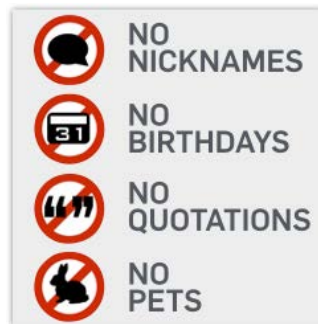 NO
NICKNAMES
31
NO
BIRTHDAYS
“ ”
NO
QUOTATIONS
NO
PETS